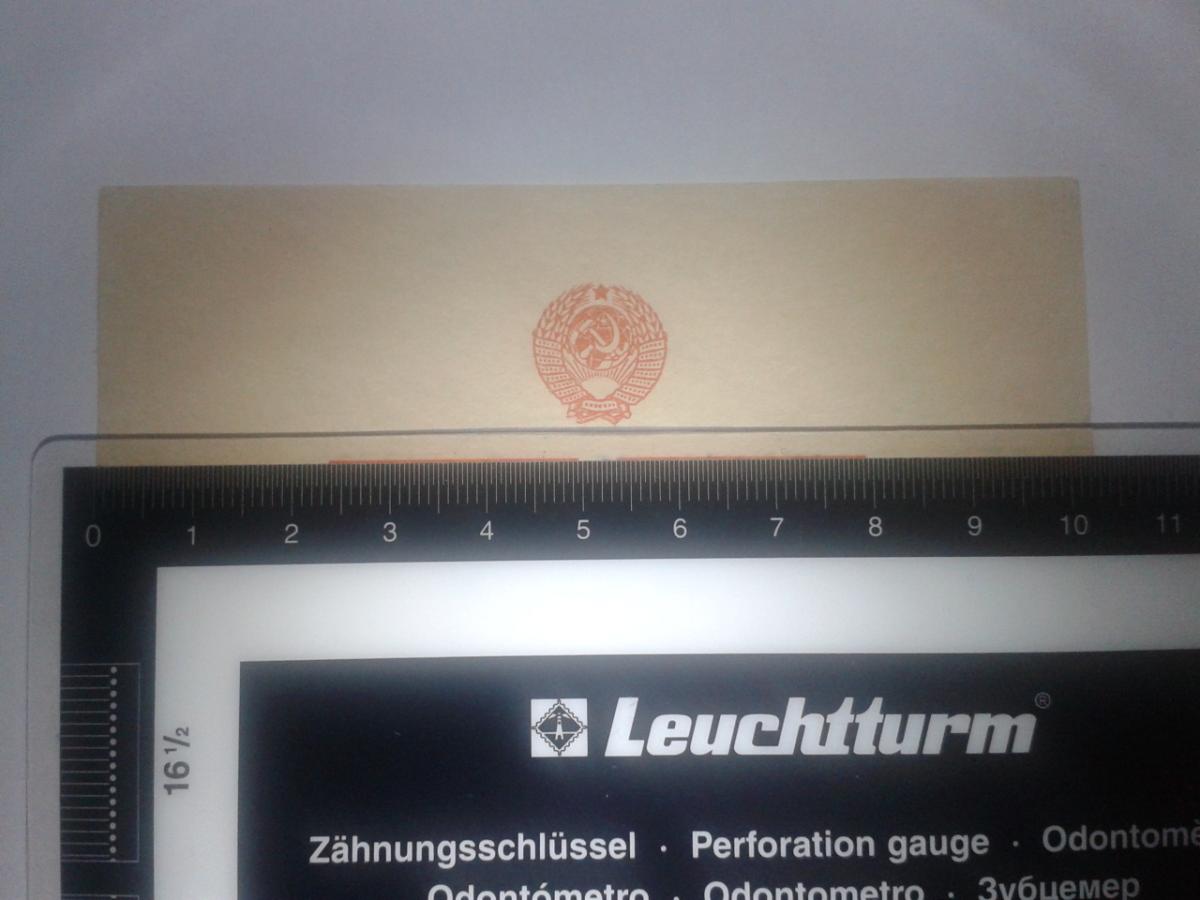 0 1 2 3 4 5 6 7 8 9 10 11
16 ½
Leuchtturm®
Zähnungsschlüssel · Perforation gauge · Odontomè
Odontómetro · Odontometro · Зубцемер